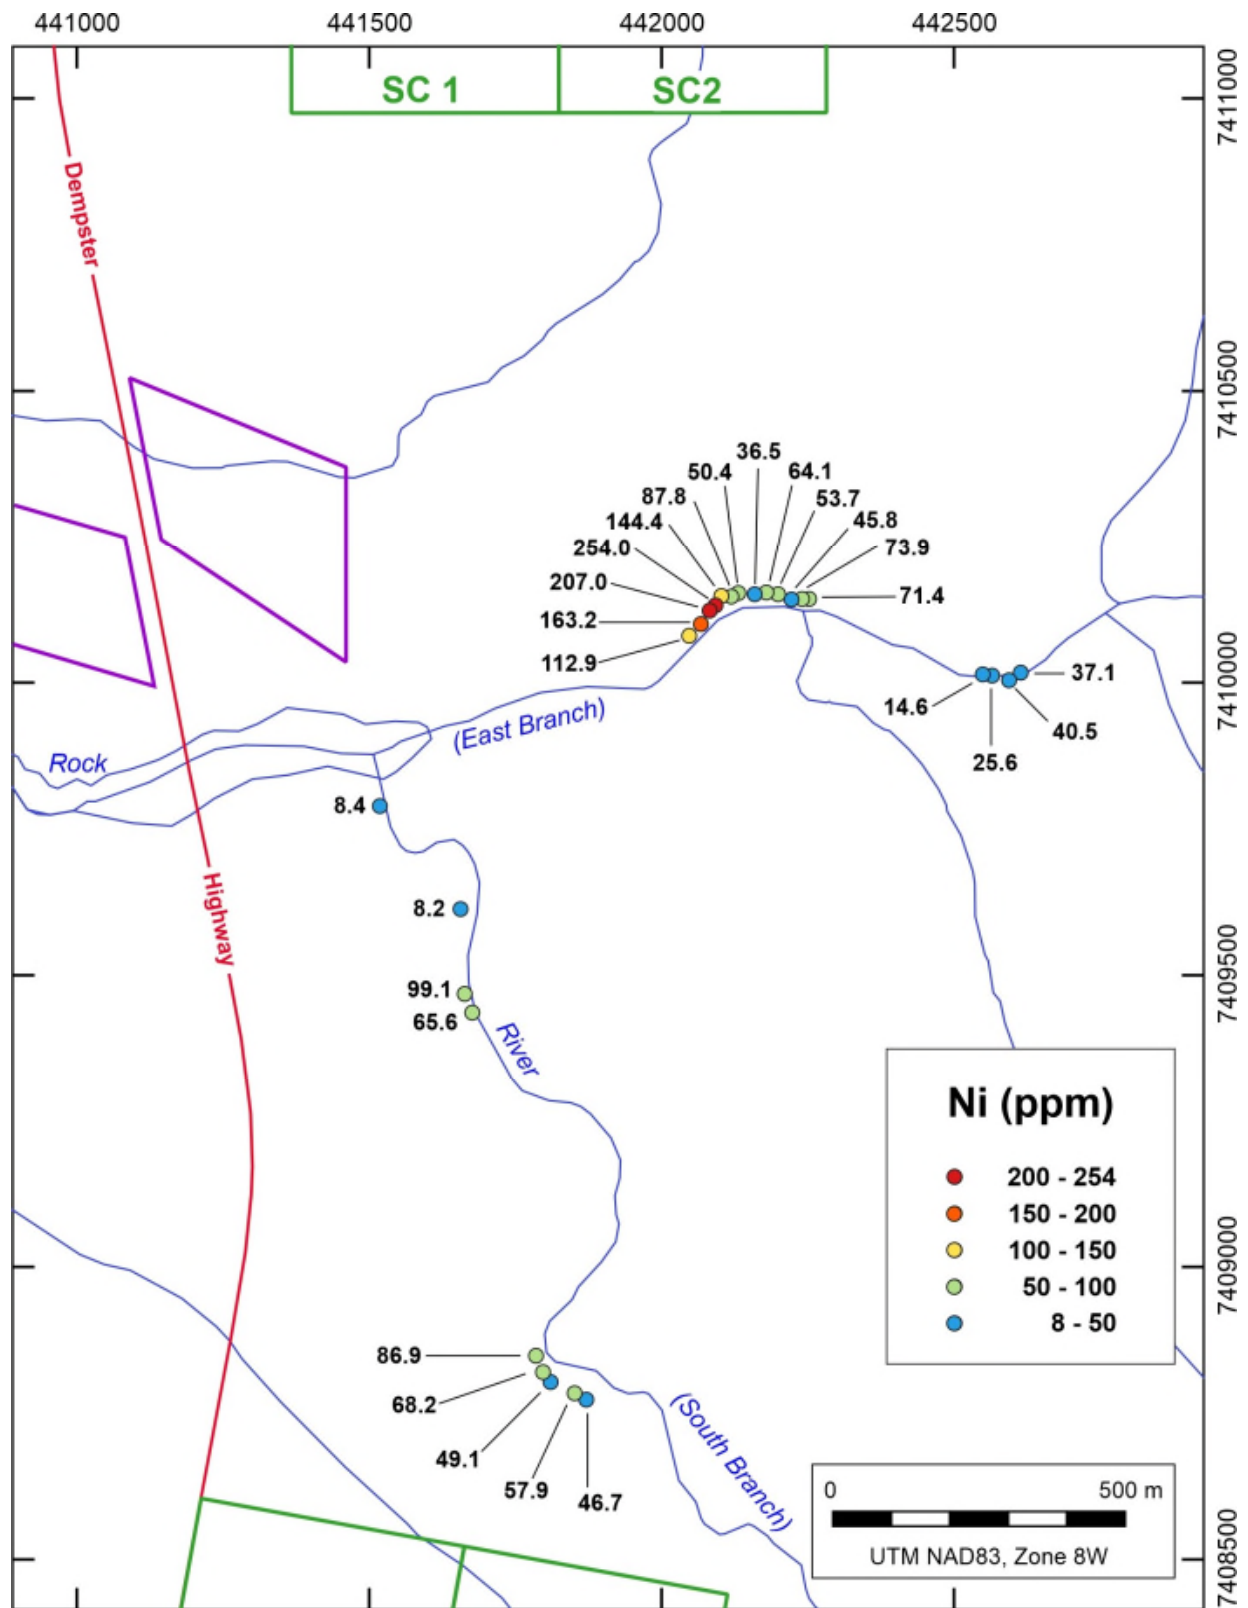 441000
441500
442000
442500
SC 1
SC2
7411000
Dempster
7410500
36.5
50.4
64.1
87.8
53.7
144.4
45.8
254.0
73.9
207.0
71.4
163.2
112.9
7410000
37.1
14.6
40.5
25.6
(East Branch)
Rock
8.4
Highway
8.2
99.1
65.6
7409500
River
Ni (ppm)
200 - 254
150 - 200
100 - 150
50 - 100
8 - 50
7409000
86.9
68.2
49.1
57.9
46.7
(South Branch)
0
500 m
UTM NAD83, Zone 8W
7408500